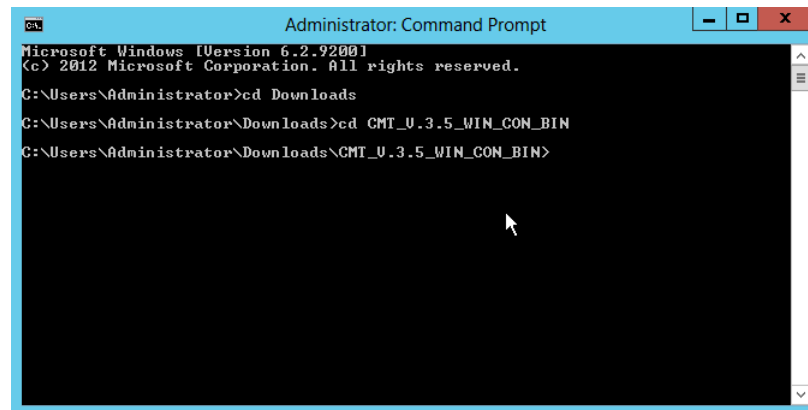 Administrator: Command Prompt
Microsoft Windows [Version 6.2.9200]
(c) 2012 Microsoft Corporation. All rights reserved.
C:\Users\Administrator>cd Downloads
C:\Users\Administrator\Downloads>cd CMT_V.3.5_WIN_CON_BIN
C:\Users\Administrator\Downloads\CMT_V.3.5_WIN_CON_BIN>